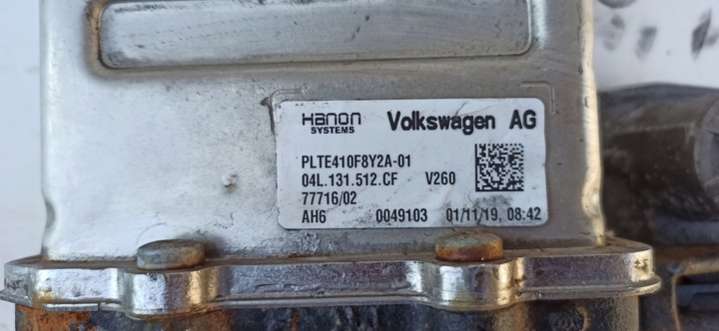 Hanon
SYSTEMS
Volkswagen AG
PLTE410F8Y2A-01
04L.131.512.CF V260
77716/02
AH6 0049103 01/11/19, 08:42